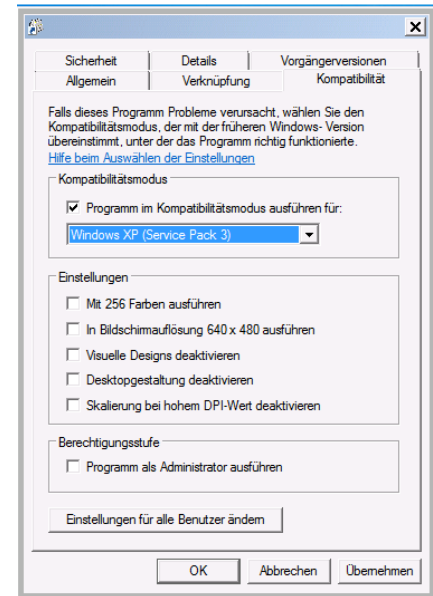 Sicherheit Details Vorgängerversionen
Allgemein Verknüpfung Kompatibilität
Falls dieses Programm Probleme verursacht, wählen Sie den
Kompatibilitätsmodus, der mit der früheren Windows- Version
übereinstimmt, unter der das Programm richtig funktionierte.
Hilfe beim Auswählen der Einstellungen
Kompatibilitätsmodus
Programm im Kompatibilitätsmodus ausführen für:
Windows XP (Service Pack 3)
Einstellungen
Mit 256 Farben ausführen
In Bildschirmauflösung 640 x 480 ausführen
Visuelle Designs deaktivieren
Desktopgestaltung deaktivieren
Skalierung bei hohem DPI-Wert deaktivieren
Berechtigungsstufe
Programm als Administrator ausführen
Einstellungen für alle Benutzer ändern
OK Abbrechen Übernehmen